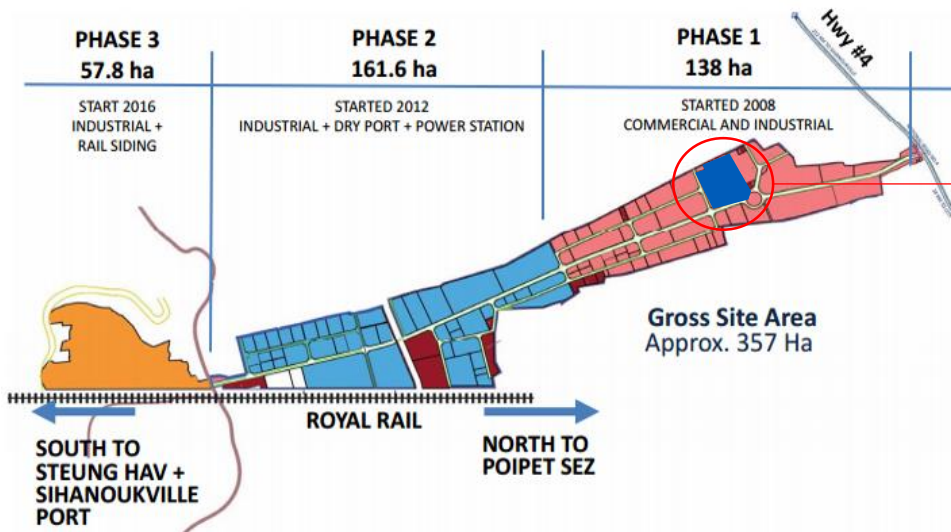 PHASE 3
57.8 ha
START 2016
INDUSTRIAL +
RAIL SIDING
PHASE 2
161.6 ha
STARTED 2012
INDUSTRIAL + DRY PORT + POWER STATION
PHASE 1
138 ha
STARTED 2008
COMMERCIAL AND INDUSTRIAL
Hwy #4
Gross Site Area
Approx. 357 Ha
ROYAL RAIL
SOUTH TO
STEUNG HAV +
SIHANOUKVILLE
PORT
NORTH TO
POIPET SEZ